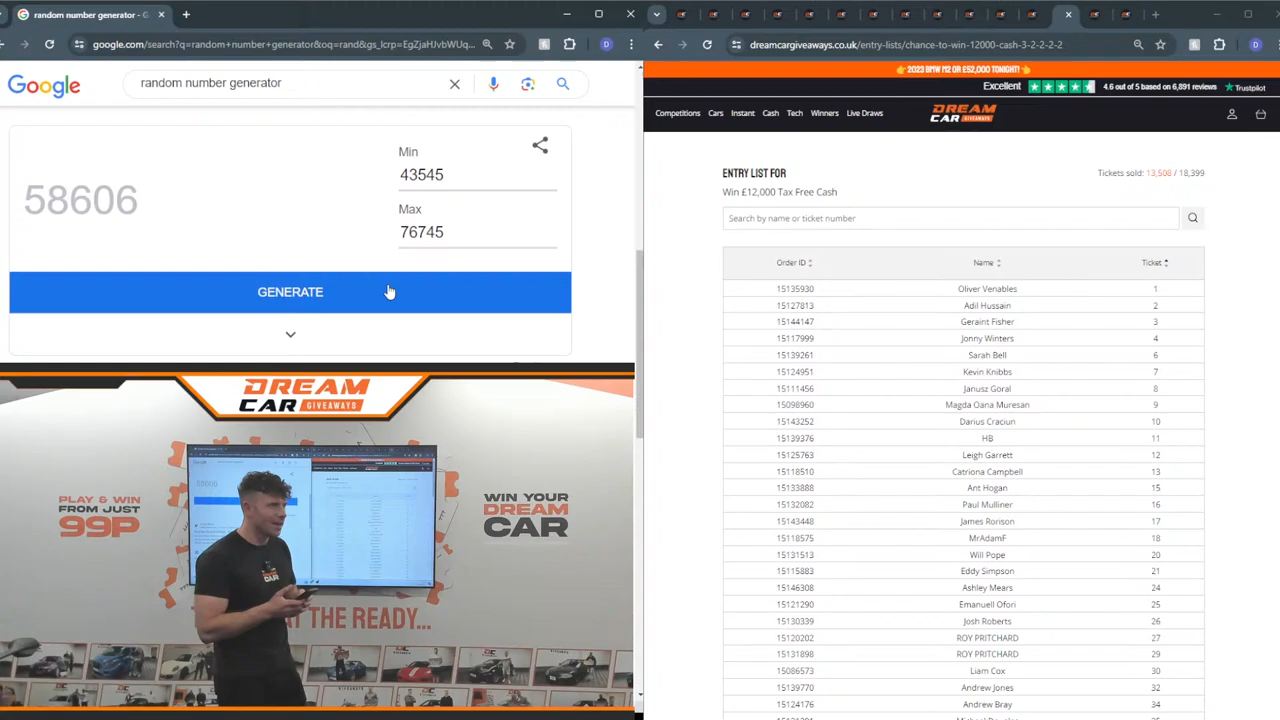 random number generator - G
google.com/search?q=random+number+generator&oq=rand&gs_lcrp=EgZjaHJvbWUq...
Google
random number generator
58606
Min
43545
Max
76745
GENERATE
DREAM
CAR GIVEAWAYS
PLAY & WIN
FROM JUST
99P
WIN YOUR
DREAM
CAR
THE READY...
dreamcargiveaways.co.uk/entry-lists/chance-to-win-12000-cash-3-2-2-2-2
2023 BMW M2 OR £52,000 TONIGHT!
Excellent
4.6 out of 5 based on 6,891 reviews
Trustpilot
Competitions Cars Instant Cash Tech Winners Live Draws
DREAM
CAR GIVEAWAYS
ENTRY LIST FOR
Tickets sold: 13,508 / 18,399
Win £12,000 Tax Free Cash
Search by name or ticket number
Order ID Name Ticket
15135930 Oliver Venables 1
15127813 Adil Hussain 2
15144147 Geraint Fisher 3
15117999 Jonny Winters 4
15139261 Sarah Bell 6
15124951 Kevin Knibbs 7
15111456 Janusz Goral 8
15098960 Magda Oana Muresan 9
15143252 Darius Craciun 10
15139376 HB 11
15125763 Leigh Garrett 12
15118510 Catriona Campbell 13
15133888 Ant Hogan 15
15132082 Paul Mulliner 16
15143448 James Rorison 17
15118575 MrAdamF 18
15131513 Will Pope 20
15115883 Eddy Simpson 21
15146308 Ashley Mears 24
15121290 Emanuell Ofori 25
15130339 Josh Roberts 26
15120202 ROY PRITCHARD 27
15131898 ROY PRITCHARD 29
15086573 Liam Cox 30
15139770 Andrew Jones 32
15124176 Andrew Bray 34